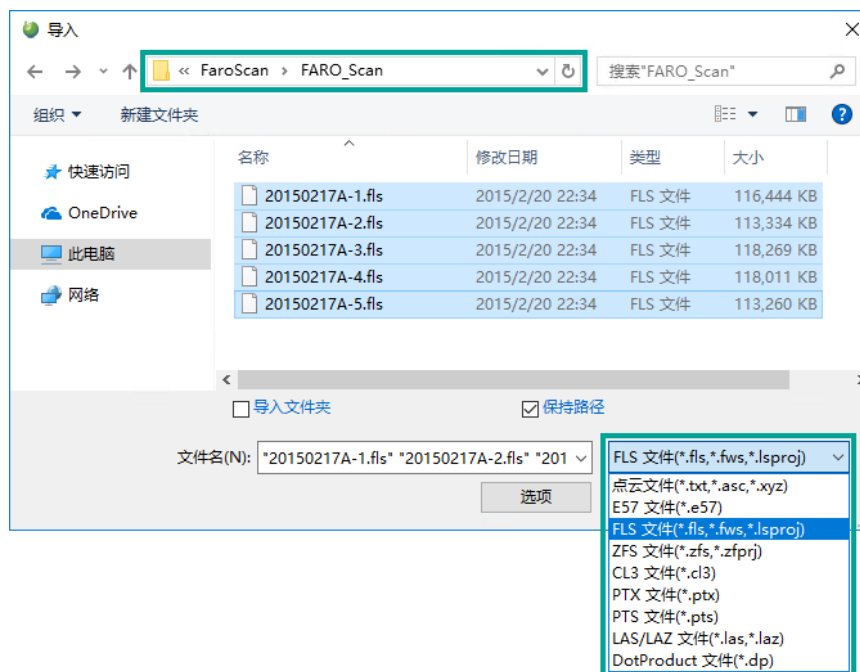 导入
« FaroScan › FARO_Scan
搜索"FARO_Scan"
组织
新建文件夹
名称 修改日期 类型 大小
快速访问
OneDrive
此电脑
网络
20150217A-1.fls 2015/2/20 22:34 FLS 文件 116,444 KB
20150217A-2.fls 2015/2/20 22:34 FLS 文件 113,334 KB
20150217A-3.fls 2015/2/20 22:34 FLS 文件 118,269 KB
20150217A-4.fls 2015/2/20 22:34 FLS 文件 118,011 KB
20150217A-5.fls 2015/2/20 22:34 FLS 文件 113,260 KB
导入文件夹 保持路径
文件名(N): "20150217A-1.fls" "20150217A-2.fls" "201 FLS 文件(*.fls,*.fws,*.lsproj)
选项
点云文件(*.txt,*.asc,*.xyz)
E57 文件(*.e57)
FLS 文件(*.fls,*.fws,*.lsproj)
ZFS 文件(*.zfs,*.zfprj)
CL3 文件(*.cl3)
PTX 文件(*.ptx)
PTS 文件(*.pts)
LAS/LAZ 文件(*.las,*.laz)
DotProduct 文件(*.dp)